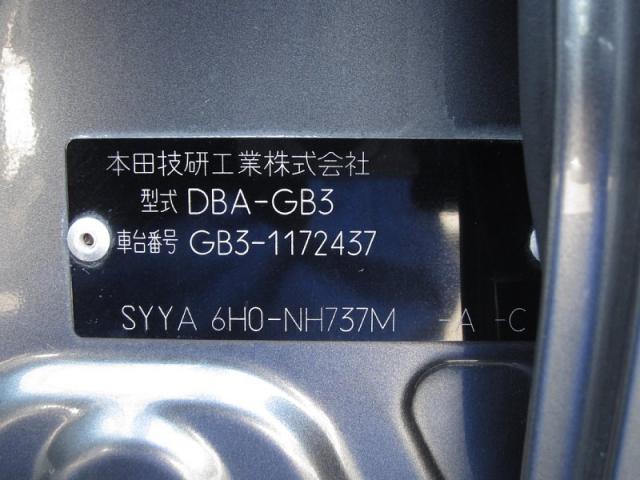 本田技研工業株式会社
型式 DBA-GB3
車台番号 GB3-1172437
SYYA 6H0-NH737M -A -C